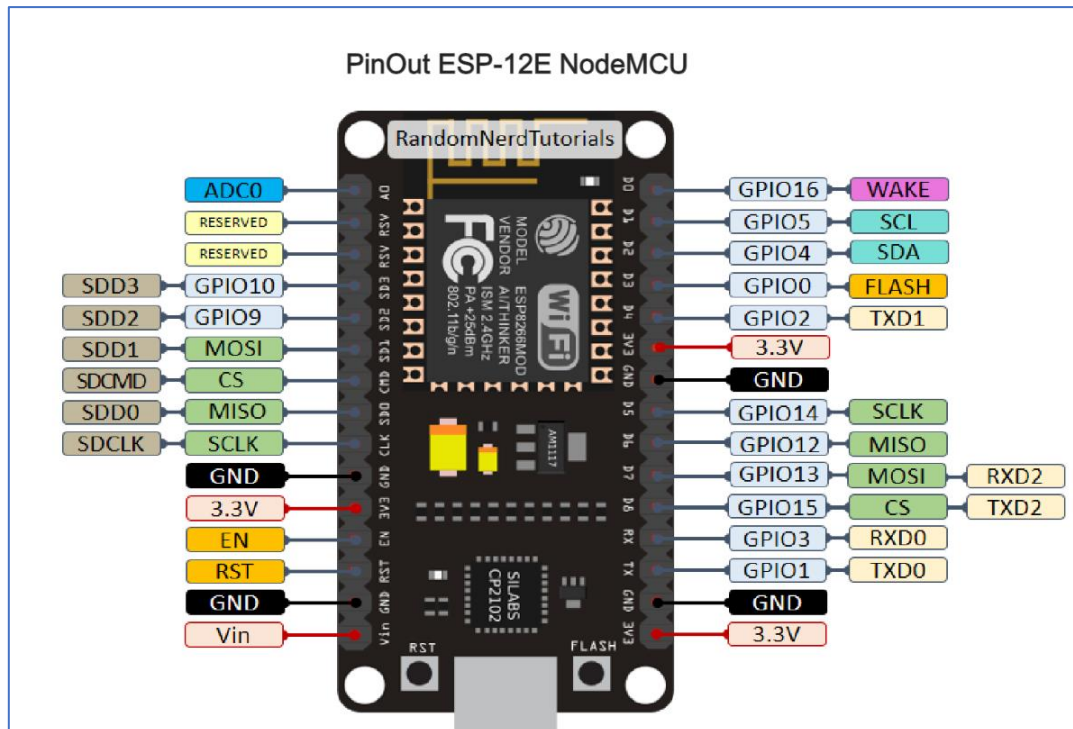 PinOut ESP-12E NodeMCU
RandomNerdTutorials
ADC0 A0 D0 GPIO16 WAKE
RESERVED RSV D1 GPIO5 SCL
RESERVED RSV D2 GPIO4 SDA
SDD3 GPIO10 SD3 D3 GPIO0 FLASH
SDD2 GPIO9 SD2 D4 GPIO2 TXD1
SDD1 MOSI SD1 3V3 3.3V
SDCMD CS CMD GND GND
SDD0 MISO SD0 D5 GPIO14 SCLK
SDCLK SCLK CLK D6 GPIO12 MISO
GND GND D7 GPIO13 MOSI RXD2
3.3V 3V3 D8 GPIO15 CS TXD2
EN EN RX GPIO3 RXD0
RST RST TX GPIO1 TXD0
GND GND GND GND
Vin Vin 3V3 3.3V
FC
MODEL ESP8266MOD
VENDOR AI/THINKER
ISM 2.4GHz
PA +25dBm
802.11b/g/n
WiFi
AM1117
SILABS
CP2102
RST
FLASH